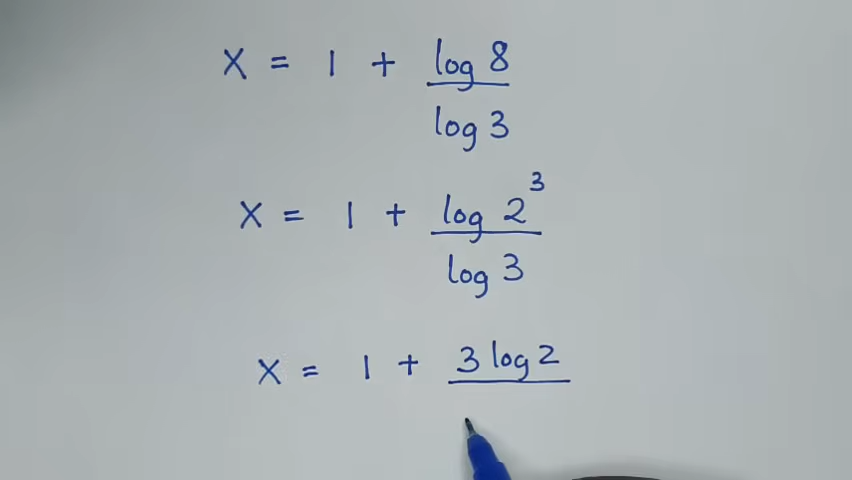 x = 1 + log 8
log 3
x = 1 + log 2³
log 3
x = 1 + 3 log 2